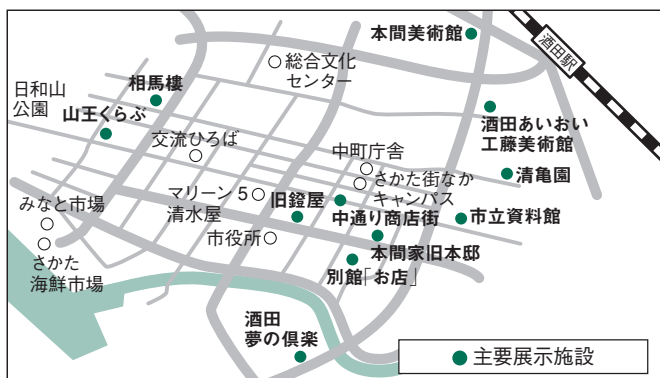 本間美術館
酒田駅
総合文化
センター
日和山
公園
相馬樓
山王くらぶ
酒田あいおい
工藤美術館
交流ひろば
中町庁舎
清亀園
さかた街なか
キャンパス
マリーン5
清水屋
旧鐙屋
中通り商店街
市立資料館
みなと市場
市役所
本間家旧本邸
さかた
海鮮市場
別館「お店」
酒田
夢の倶楽
主要展示施設